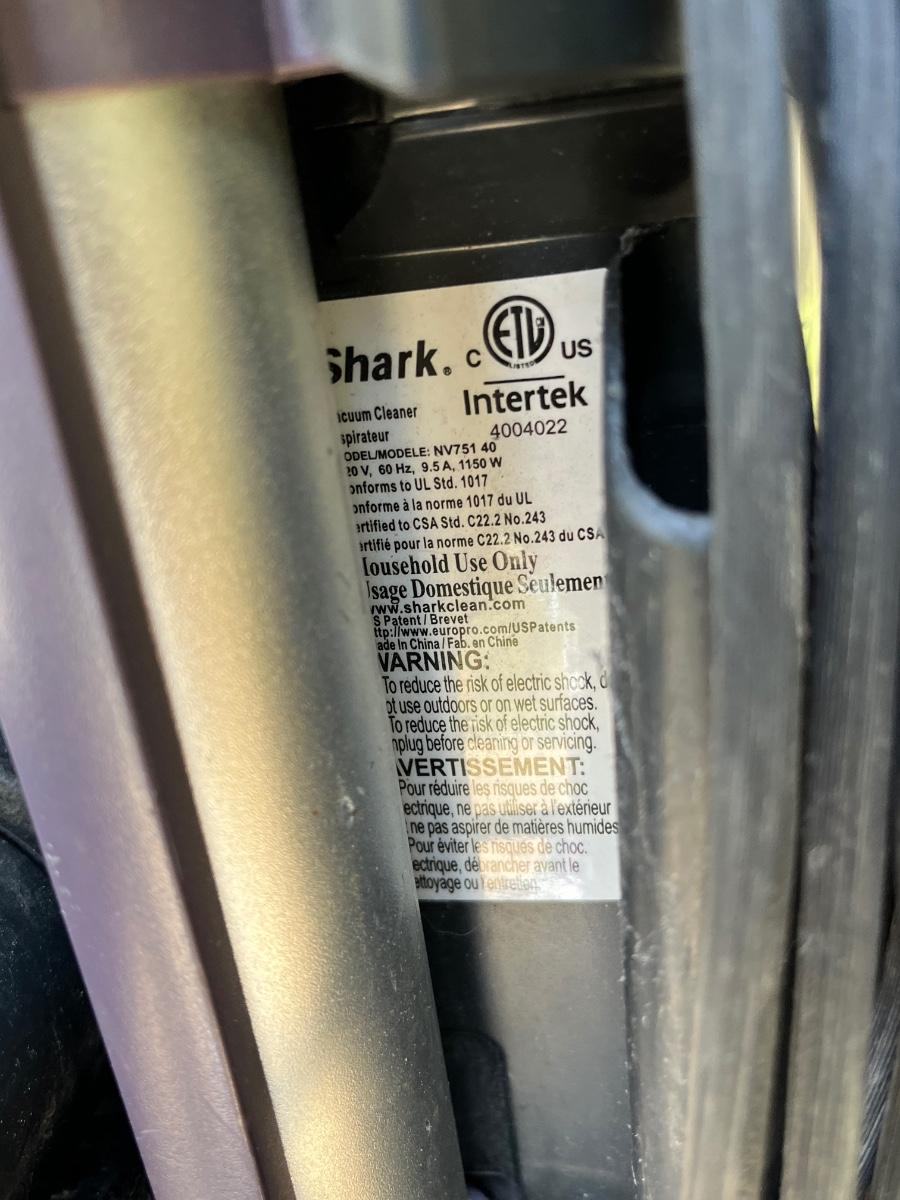 Shark® C ETL CM LISTED US
Intertek
4004022
acuum Cleaner
spirateur
ODEL/MODELE: NV751 40
20 V, 60 Hz, 9.5 A, 1150 W
onforms to UL Std. 1017
onforme à la norme 1017 du UL
ertified to CSA Std. C22.2 No.243
ertifié pour la norme C22.2 No.243 du CSA
Household Use Only
Usage Domestique Seulemen
www.sharkclean.com
S Patent / Brevet
ttp://www.europro.com/USPatents
ade In China / Fab. en Chine
WARNING:
To reduce the risk of electric shock, d
ot use outdoors or on wet surfaces.
To reduce the risk of electric shock,
nplug before cleaning or servicing.
AVERTISSEMENT:
Pour réduire les risques de choc
ectrique, ne pas utiliser à l'extérieur
ne pas aspirer de matières humides
Pour éviter les risques de choc.
ectrique, débrancher avant le
ettoyage ou l'entretien.